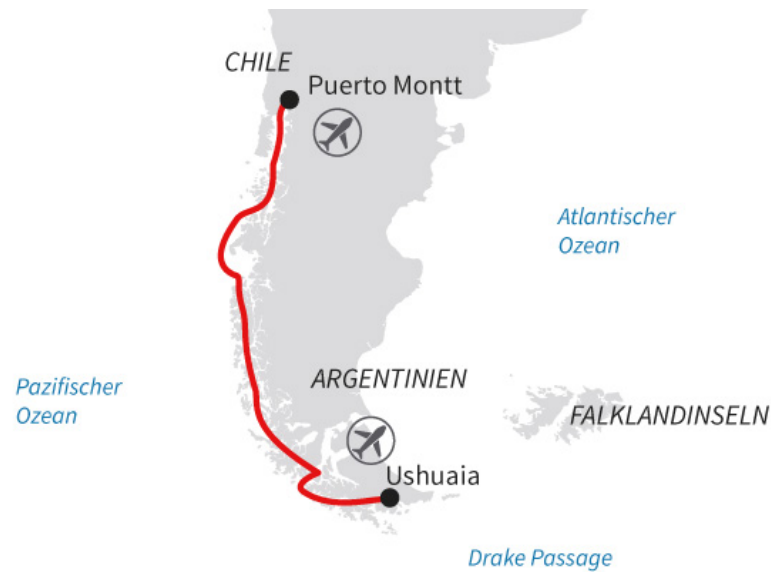 CHILE
Puerto Montt
Atlantischer
Ozean
ARGENTINIEN
Pazifischer
Ozean
FALKLANDINSELN
Ushuaia
Drake Passage